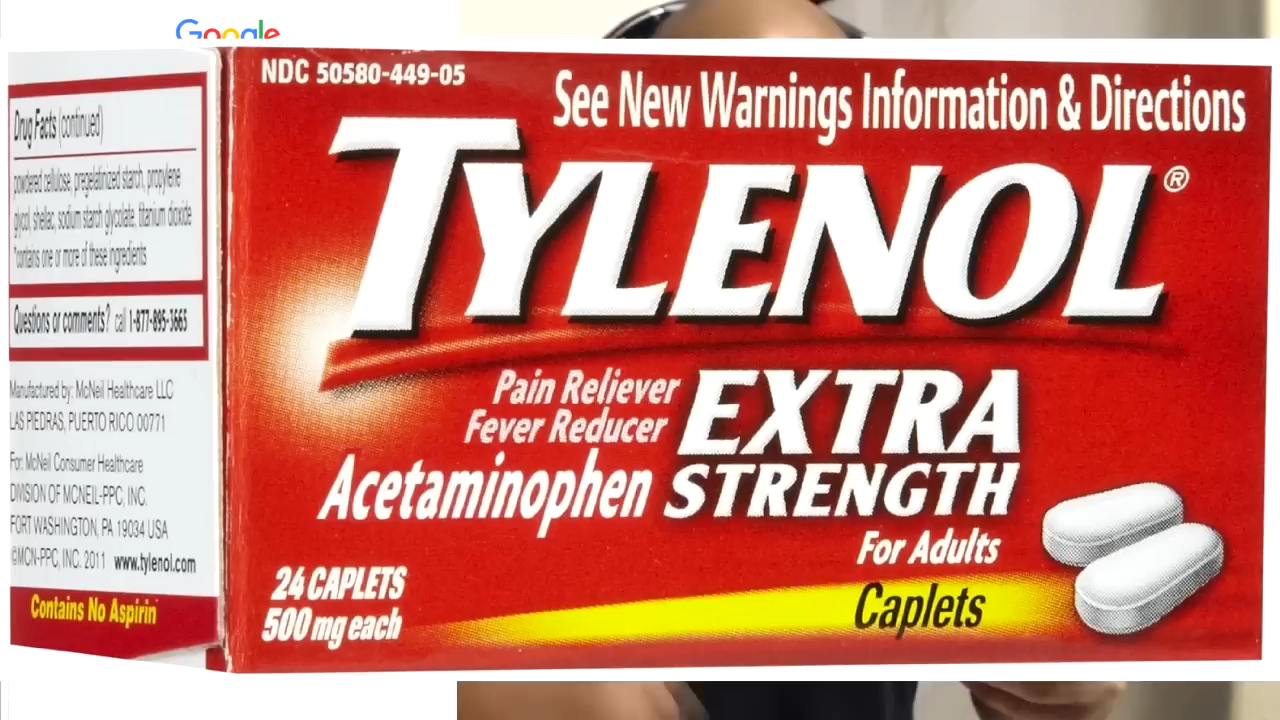 Google
NDC 50580-449-05
See New Warnings Information & Directions
TYLENOL®
Pain Reliever
Fever Reducer
Acetaminophen
EXTRA
STRENGTH
For Adults
Caplets
24 CAPLETS
500 mg each
Drug Facts (continued)
powdered cellulose, pregelatinized starch, propylene
glycol, shellac, sodium starch glycolate, titanium dioxide
*contains one or more of these ingredients
Questions or comments? call 1-877-895-3665
Manufactured by: McNeil Healthcare LLC
LAS PIEDRAS, PUERTO RICO 00771
For: McNeil Consumer Healthcare
DIVISION OF MCNEIL-PPC, INC.
FORT WASHINGTON, PA 19034 USA
©MCN-PPC, INC. 2011 www.tylenol.com
Contains No Aspirin